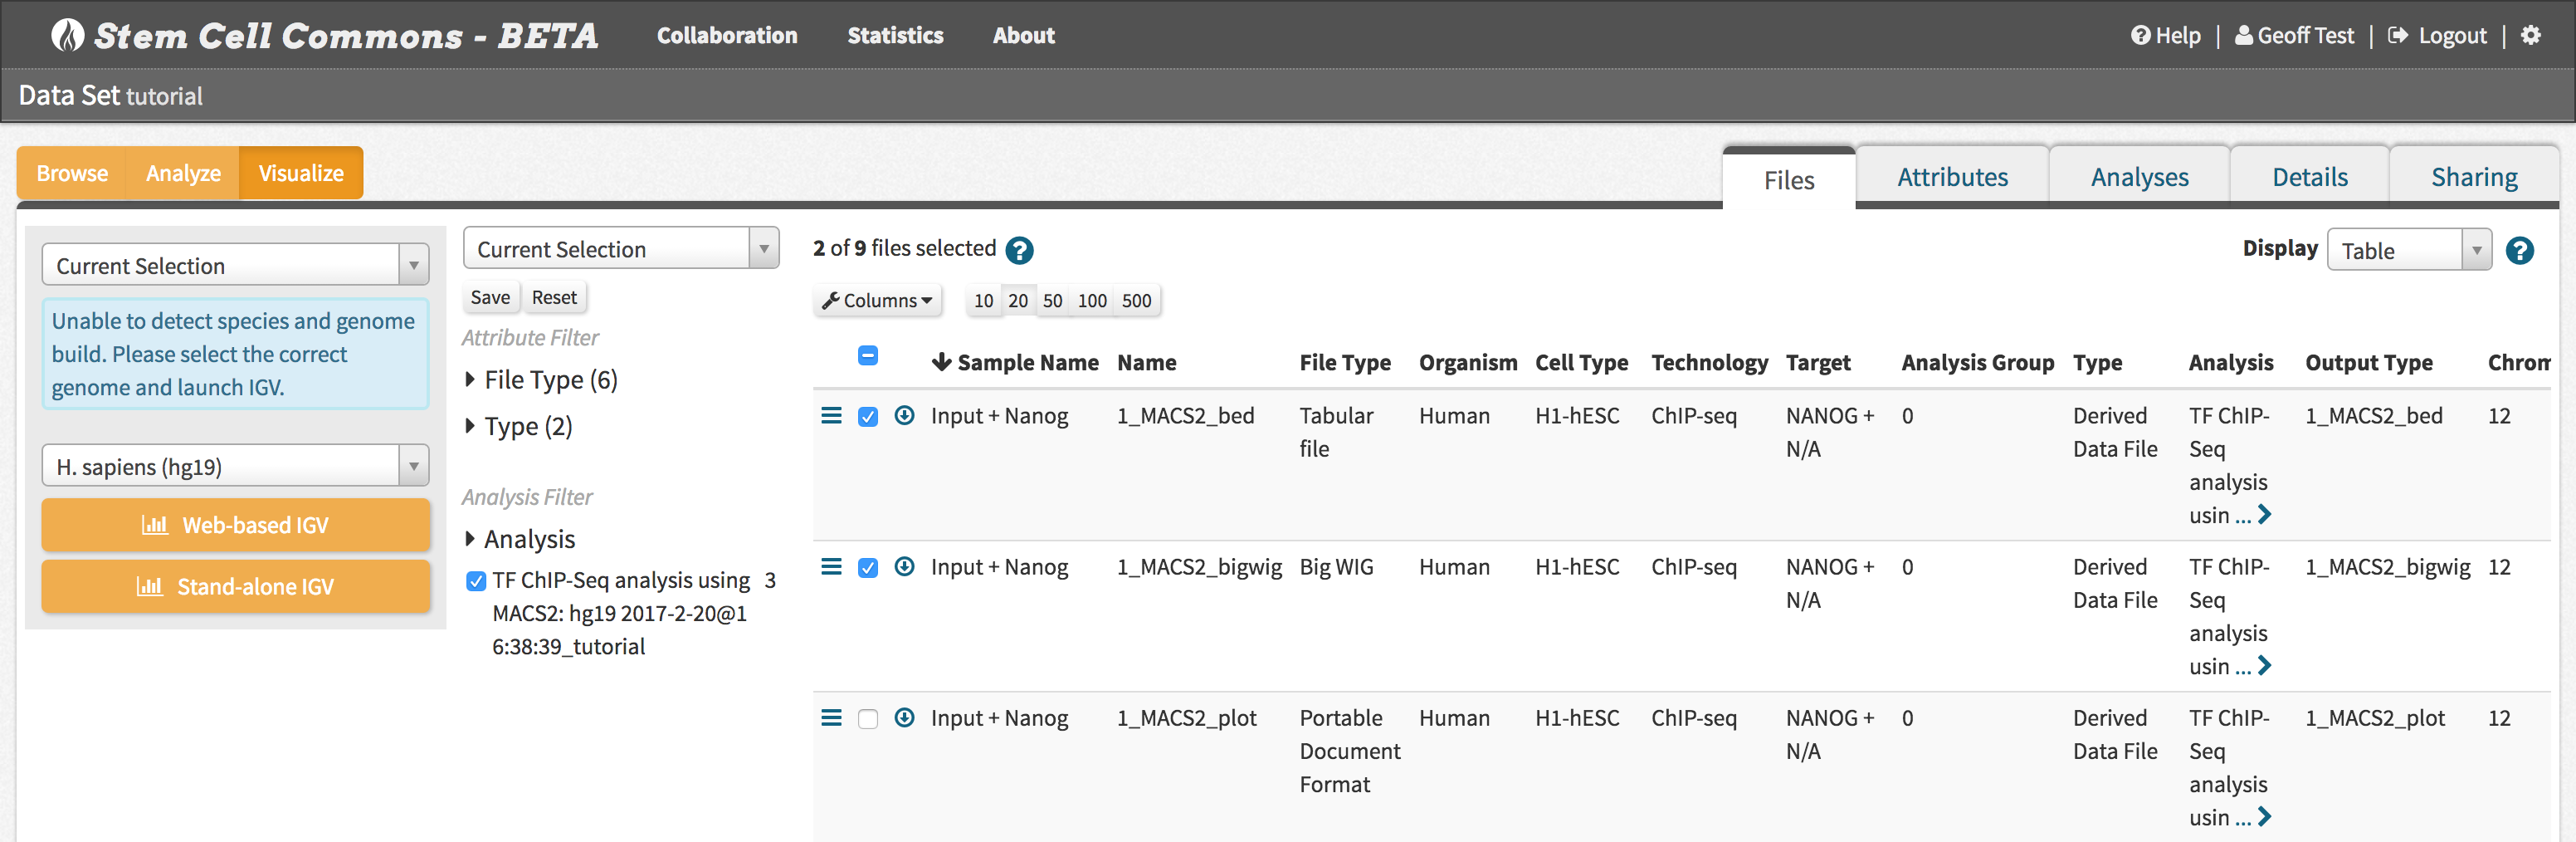 Stem Cell Commons - BETA Collaboration Statistics About Help | Geoff Test | Logout |
Data Set tutorial
Browse Analyze Visualize
Files Attributes Analyses Details Sharing
Current Selection
Unable to detect species and genome
build. Please select the correct
genome and launch IGV.
H. sapiens (hg19)
Web-based IGV
Stand-alone IGV
Current Selection
Save Reset
Attribute Filter
File Type (6)
Type (2)
Analysis Filter
Analysis
TF ChIP-Seq analysis using 3
MACS2: hg19 2017-2-20@1
6:38:39_tutorial
2 of 9 files selected ?
Display Table ?
Columns 10 20 50 100 500
Sample Name Name File Type Organism Cell Type Technology Target Analysis Group Type Analysis Output Type Chrom
Input + Nanog 1_MACS2_bed Tabular Human H1-hESC ChIP-seq NANOG + 0 Derived TF ChIP- 1_MACS2_bed 12
file N/A Data File Seq
analysis
usin ...
Input + Nanog 1_MACS2_bigwig Big WIG Human H1-hESC ChIP-seq NANOG + 0 Derived TF ChIP- 1_MACS2_bigwig 12
N/A Data File Seq
analysis
usin ...
Input + Nanog 1_MACS2_plot Portable Human H1-hESC ChIP-seq NANOG + 0 Derived TF ChIP- 1_MACS2_plot 12
Document N/A Data File Seq
Format analysis
usin ...